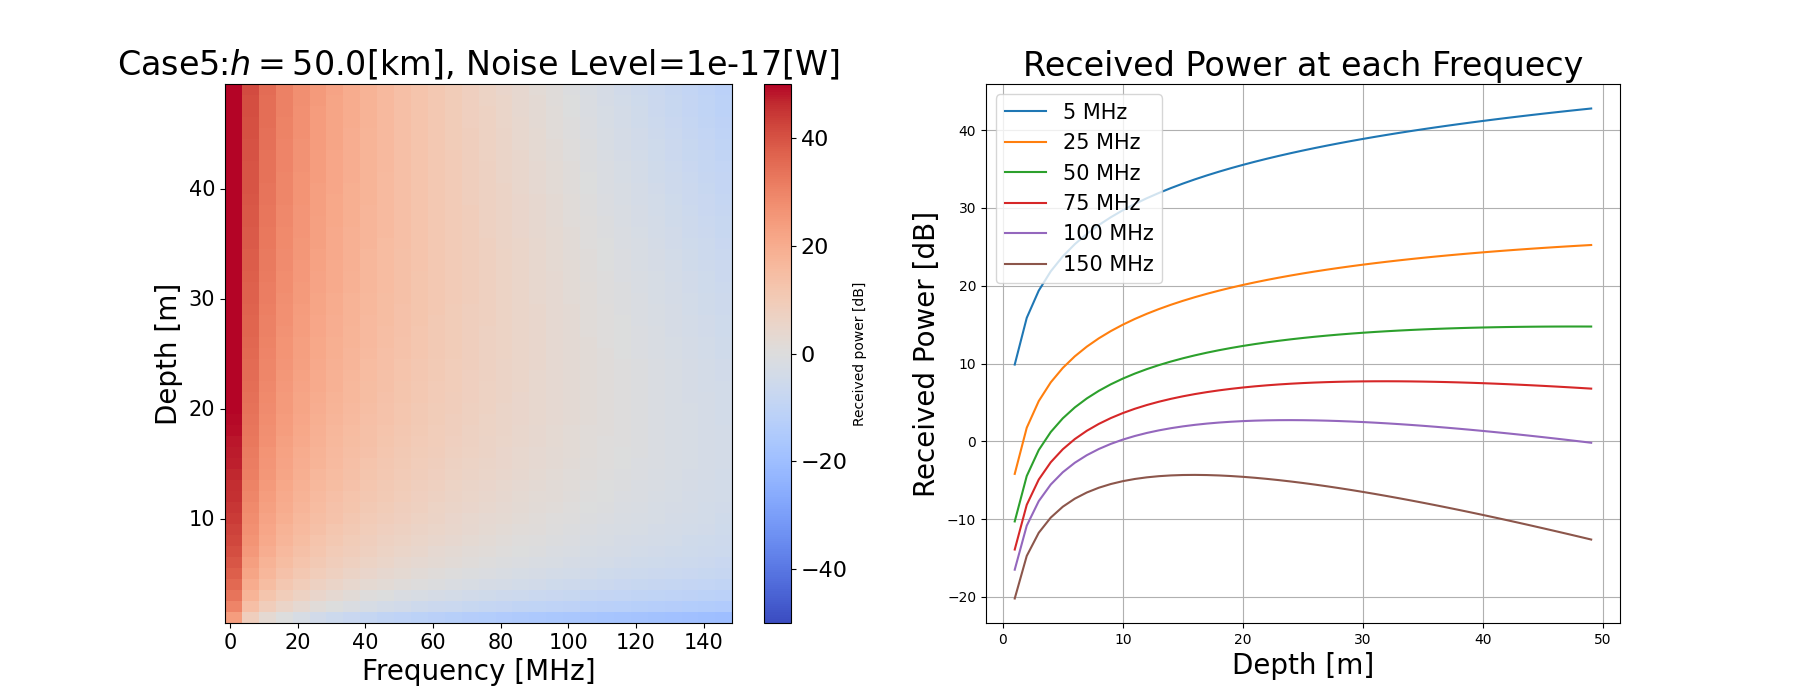 Case5:h = 50.0[km], Noise Level=1e-17[W]
Depth [m]
40
30
20
10
0 20 40 60 80 100 120 140
Frequency [MHz]
40
20
0
−20
−40
Received power [dB]
Received Power at each Frequecy
Received Power [dB]
40
30
20
10
0
−10
−20
5 MHz
25 MHz
50 MHz
75 MHz
100 MHz
150 MHz
0 10 20 30 40 50
Depth [m]